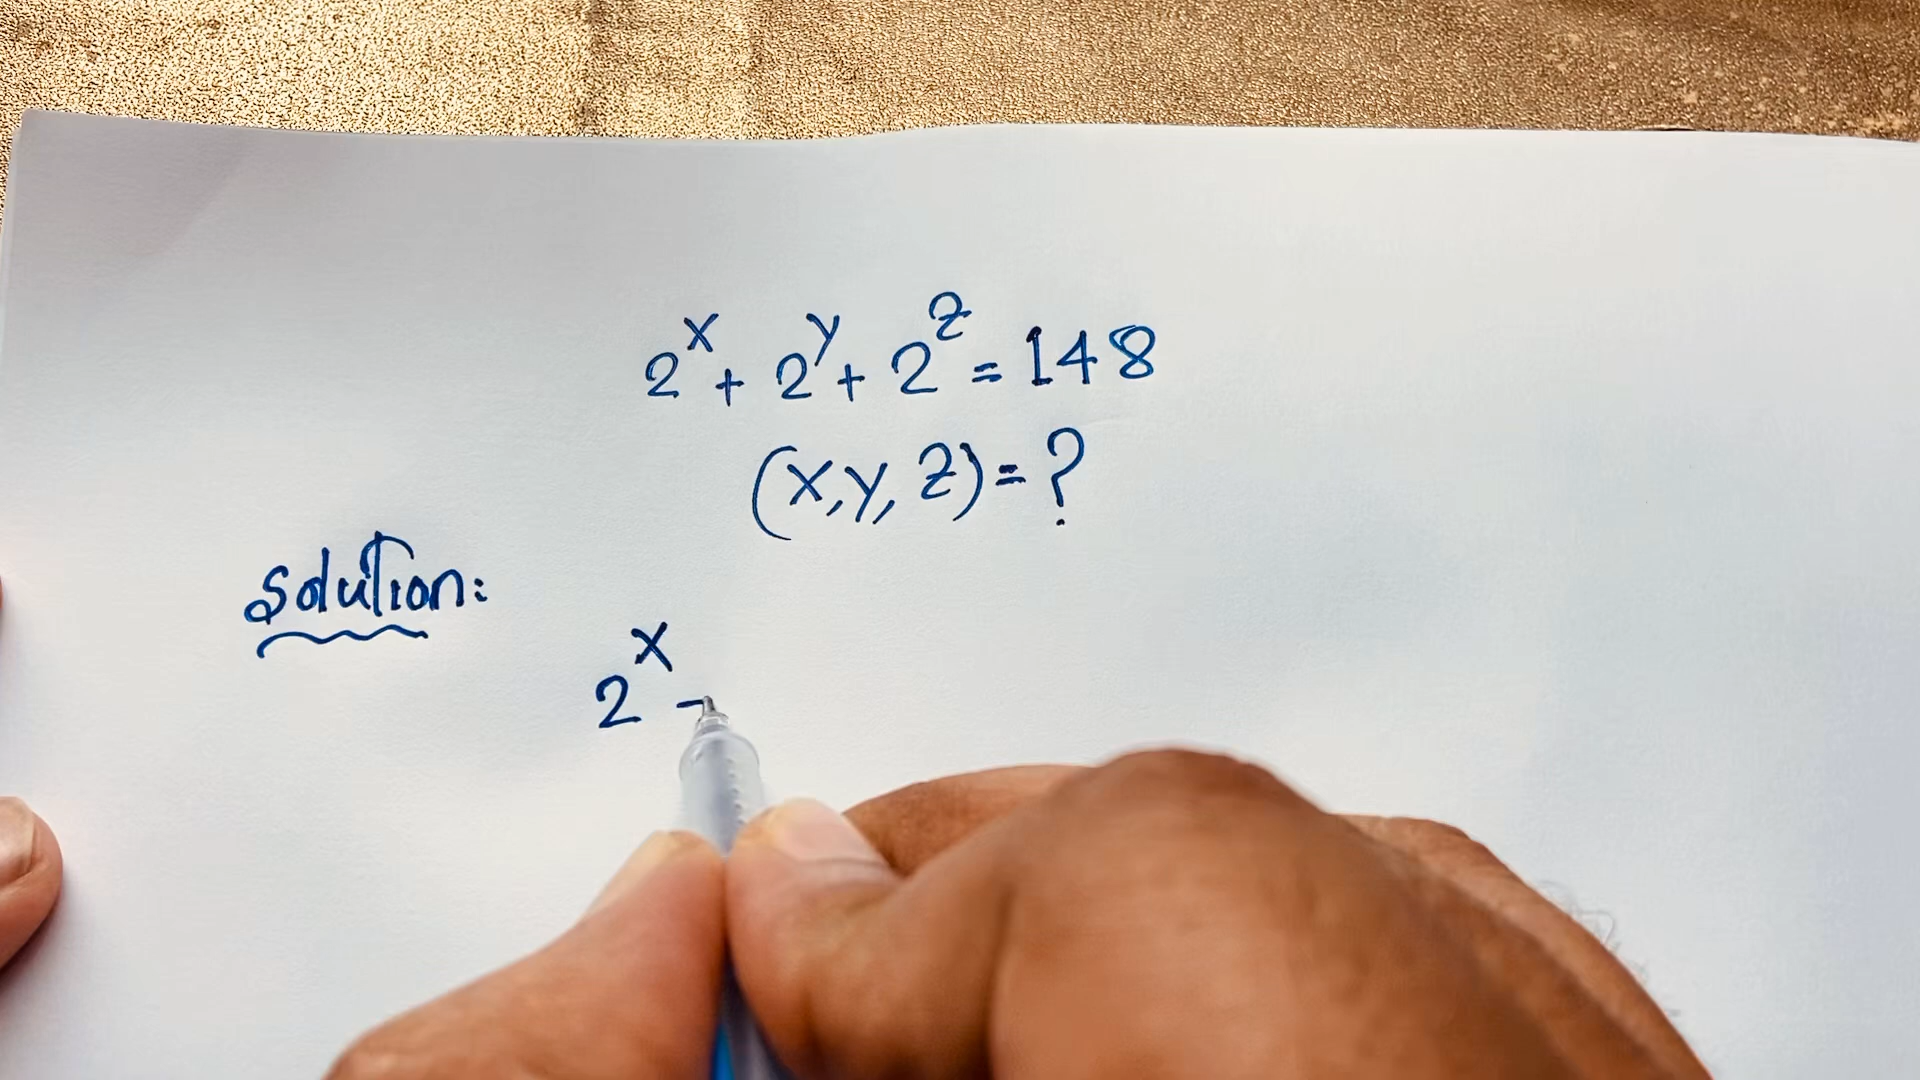 2^x + 2^y + 2^z = 148
(x, y, z) = ?
Solution:
2^x -